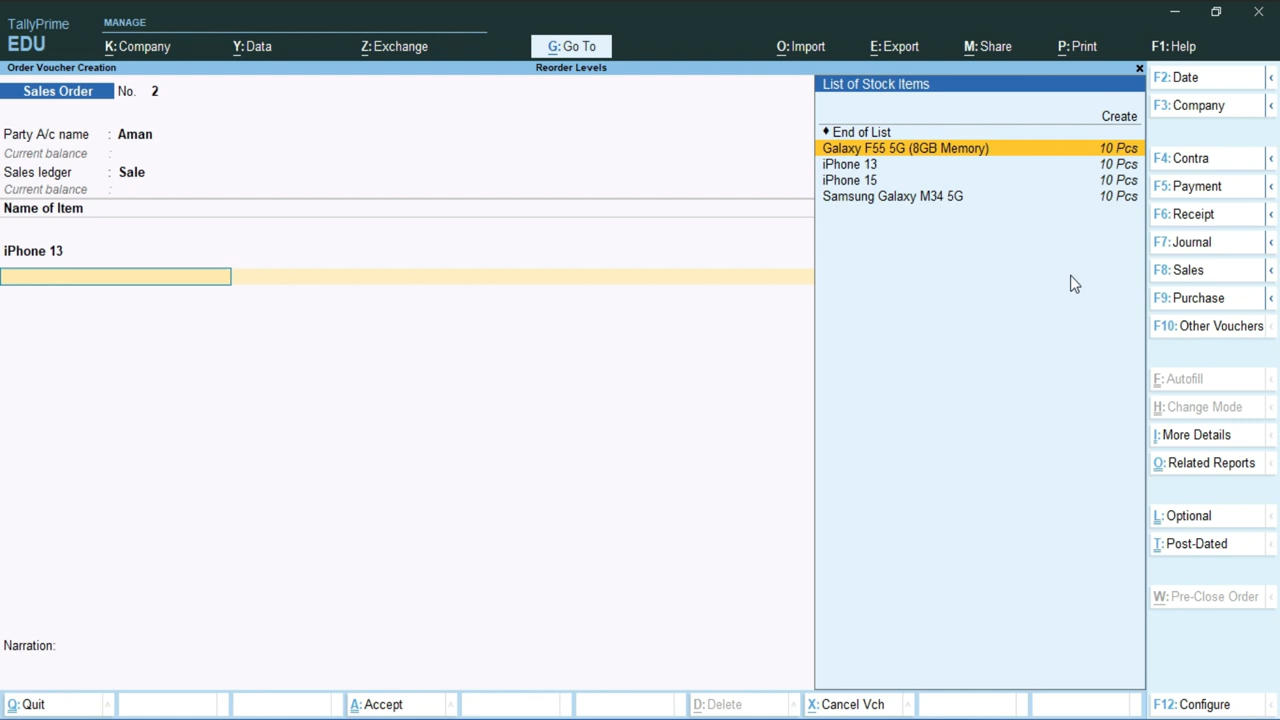 TallyPrime
EDU
MANAGE
K: Company
Y: Data
Z: Exchange
G: Go To
O: Import
E: Export
M: Share
P: Print
F1: Help
Order Voucher Creation
Reorder Levels
Sales Order No. 2
Party A/c name : Aman
Current balance :
Sales ledger : Sale
Current balance :
Name of Item
iPhone 13
Narration:
List of Stock Items
Create
♦ End of List
Galaxy F55 5G (8GB Memory) 10 Pcs
iPhone 13 10 Pcs
iPhone 15 10 Pcs
Samsung Galaxy M34 5G 10 Pcs
F2: Date
F3: Company
F4: Contra
F5: Payment
F6: Receipt
F7: Journal
F8: Sales
F9: Purchase
F10: Other Vouchers
F: Autofill
H: Change Mode
I: More Details
O: Related Reports
L: Optional
T: Post-Dated
W: Pre-Close Order
Q: Quit
A: Accept
D: Delete
X: Cancel Vch
F12: Configure